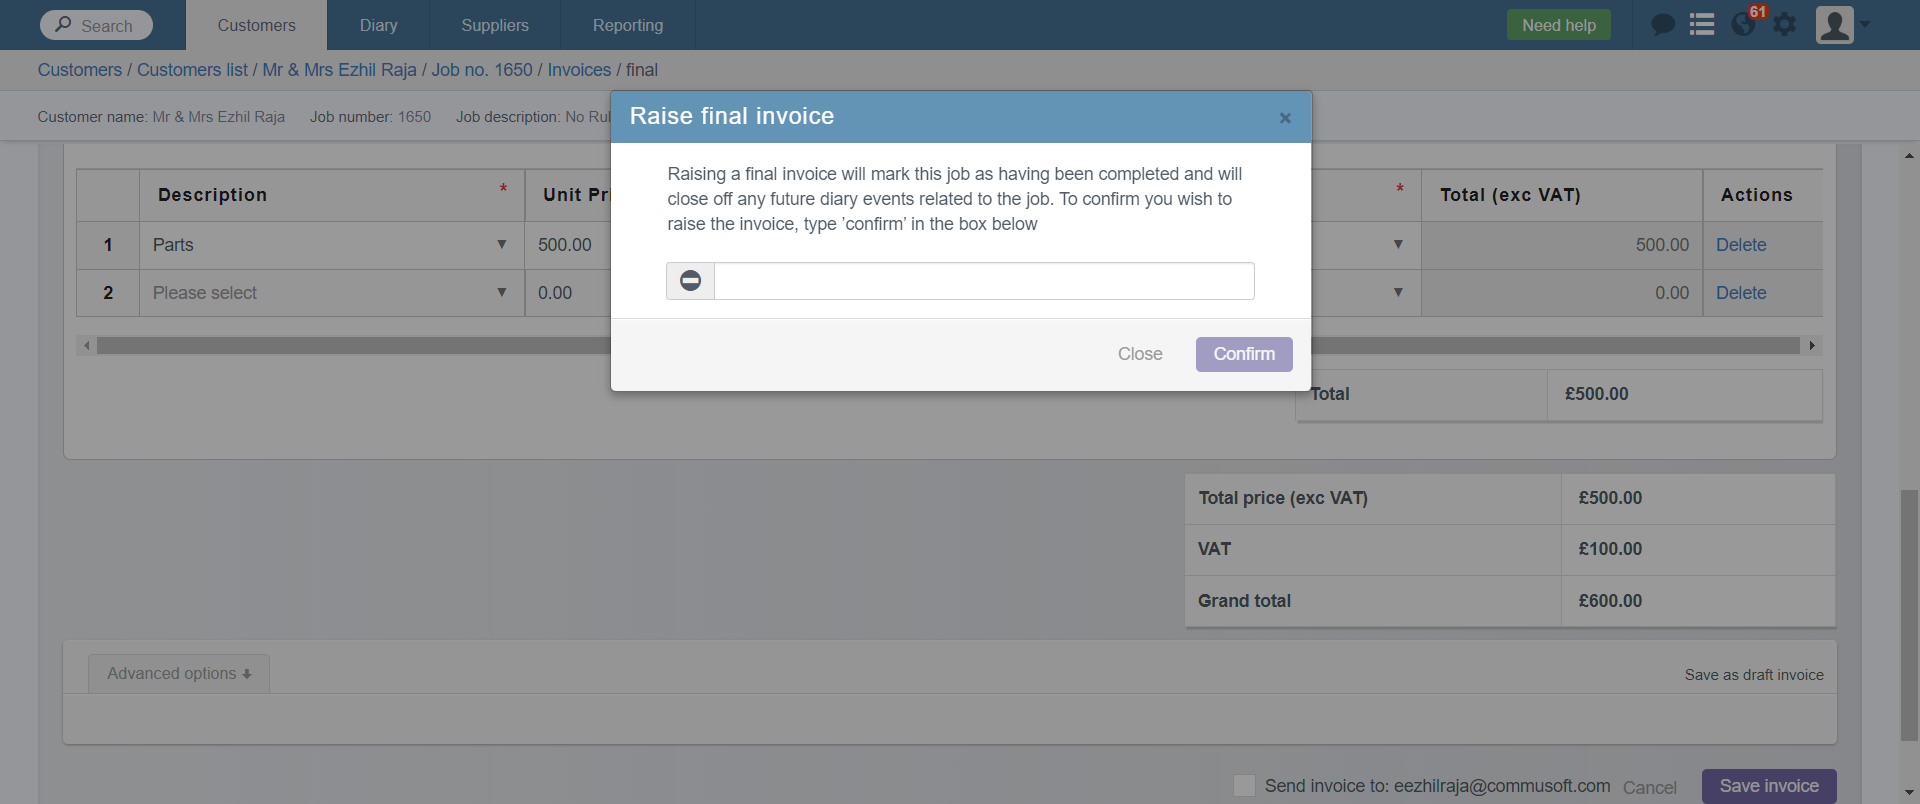 Search
Customers
Diary
Suppliers
Reporting
Need help
61
Customers / Customers list / Mr & Mrs Ezhil Raja / Job no. 1650 / Invoices / final
Customer name: Mr & Mrs Ezhil Raja Job number: 1650 Job description: No Rul
Raise final invoice
×
Raising a final invoice will mark this job as having been completed and will
close off any future diary events related to the job. To confirm you wish to
raise the invoice, type ’confirm’ in the box below
Close
Confirm
Description * Unit Pri * Total (exc VAT) Actions
1 Parts 500.00 500.00 Delete
2 Please select 0.00 0.00 Delete
Total £500.00
Total price (exc VAT) £500.00
VAT £100.00
Grand total £600.00
Advanced options
Save as draft invoice
Send invoice to: eezhilraja@commusoft.com Cancel Save invoice